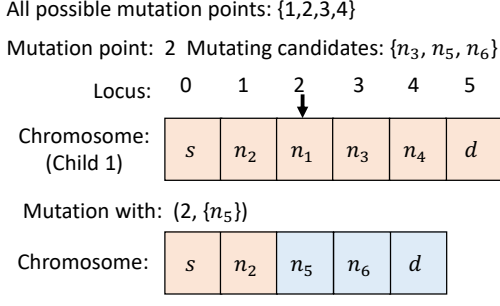 All possible mutation points: {1,2,3,4}
Mutation point: 2 Mutating candidates: {n₃, n₅, n₆}
Locus: 0 1 2 3 4 5
Chromosome: (Child 1) s n₂ n₁ n₃ n₄ d
Mutation with: (2, {n₅})
Chromosome: s n₂ n₅ n₆ d